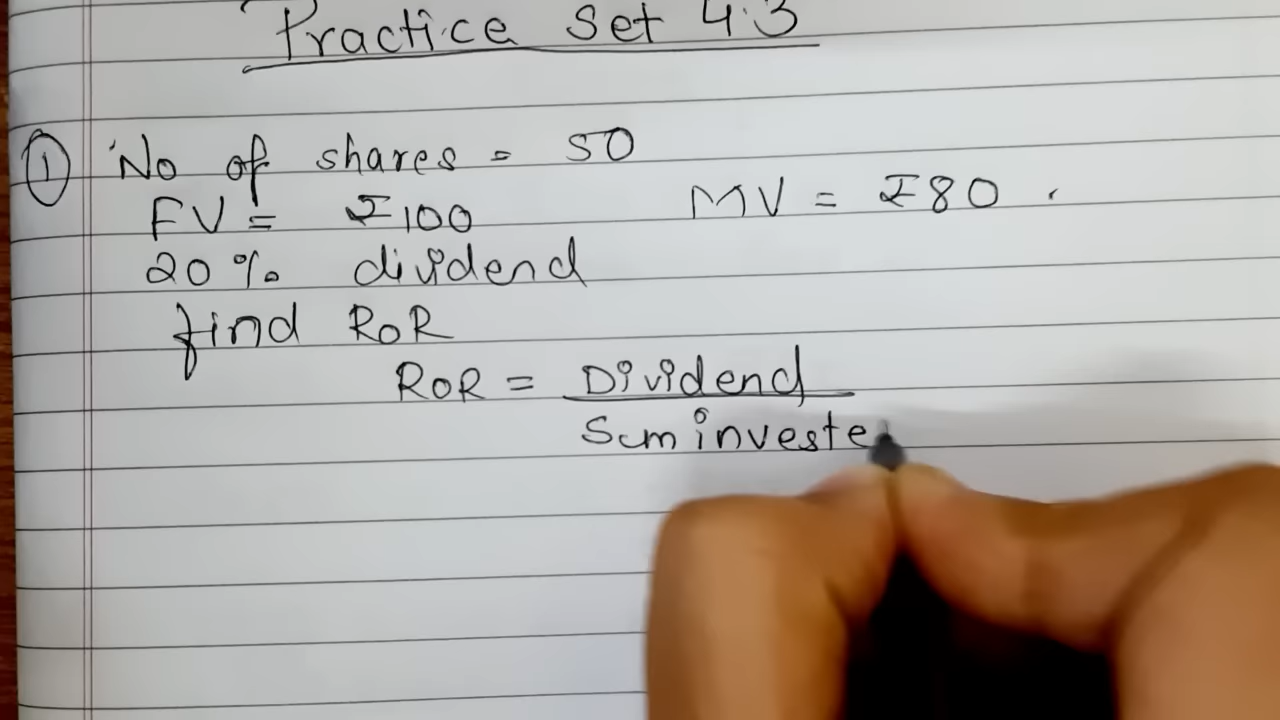 Practice Set 4.3
① No of shares = 50
FV = ₹100 MV = ₹80.
20% dividend
find RoR
RoR = Dividend
Sum investe